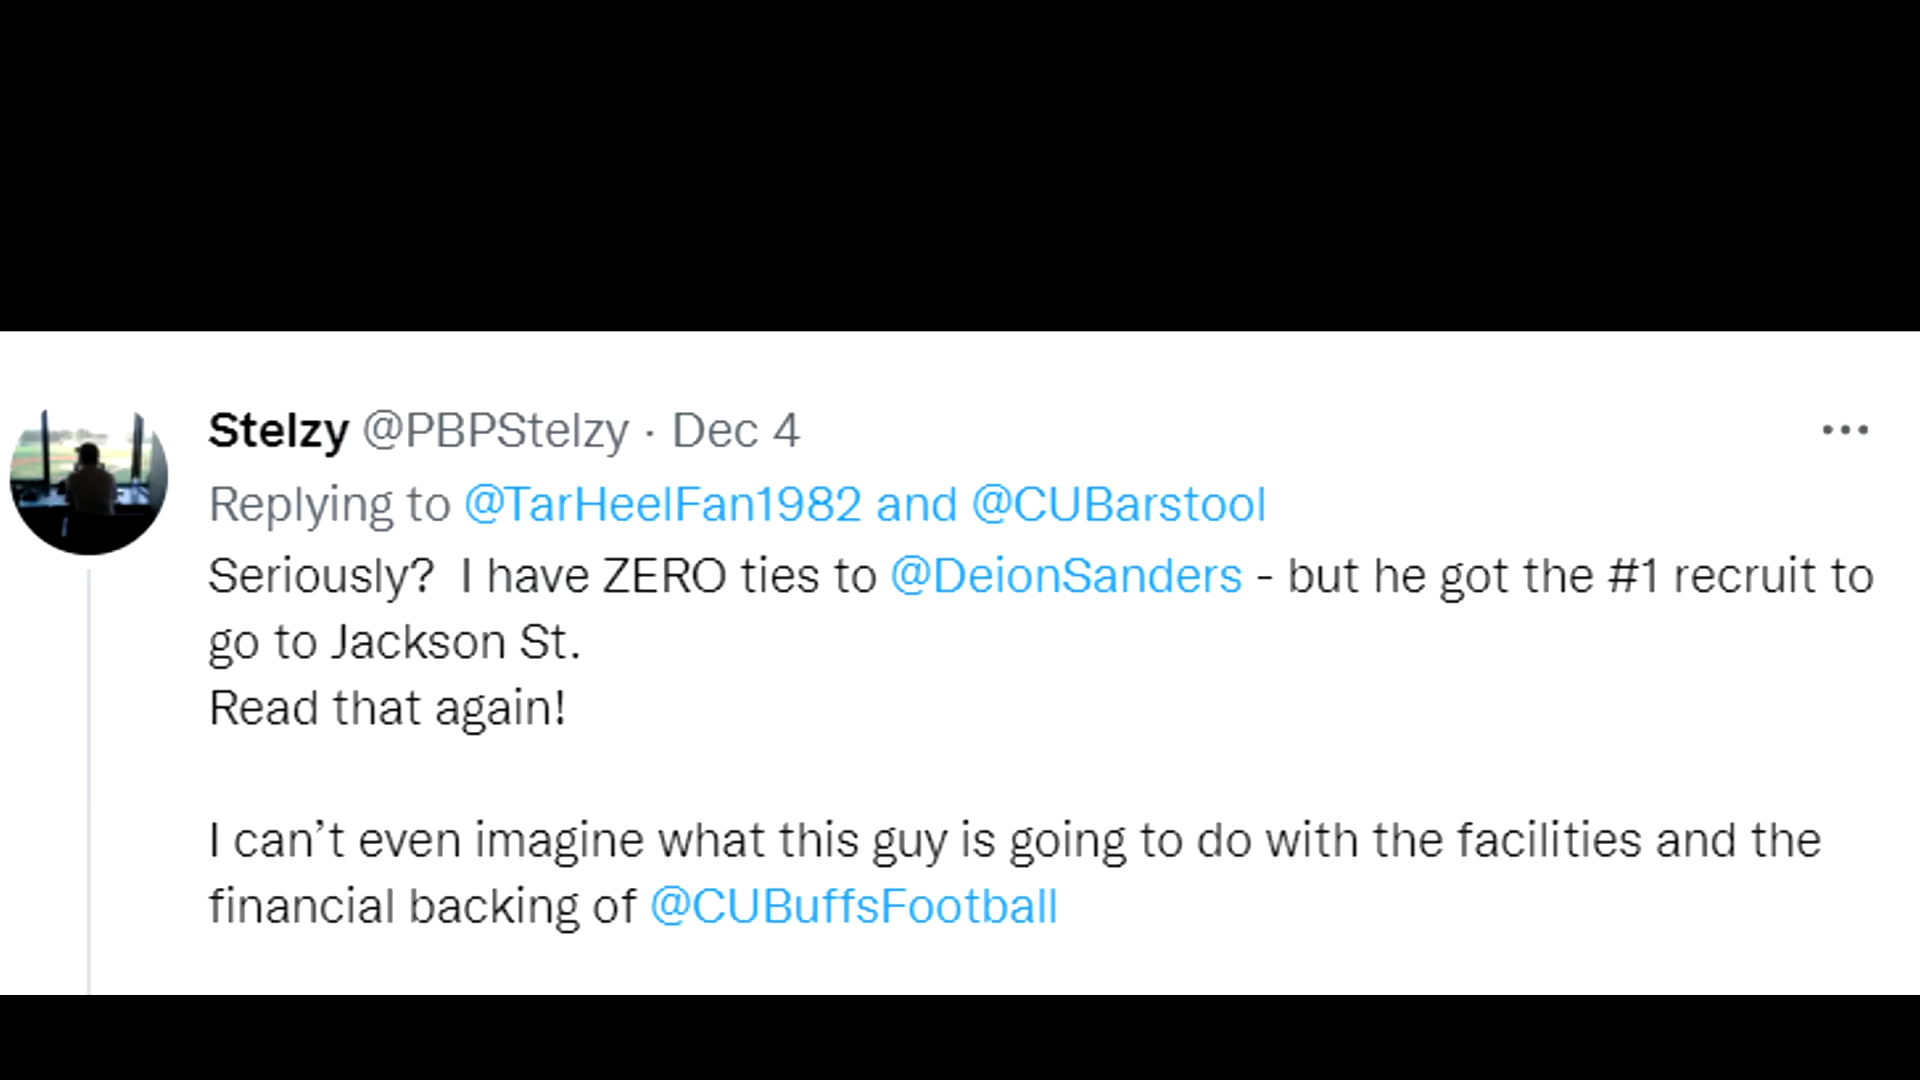 Stelzy @PBPStelzy · Dec 4
Replying to @TarHeelFan1982 and @CUBarstool
Seriously?  I have ZERO ties to @DeionSanders - but he got the #1 recruit to
go to Jackson St.
Read that again!
I can’t even imagine what this guy is going to do with the facilities and the
financial backing of @CUBuffsFootball